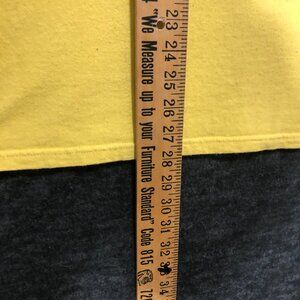 "We Measure up to your Furniture Standard" Code 815 721
23 24 25 26 27 28 29 30 31 32 33 34